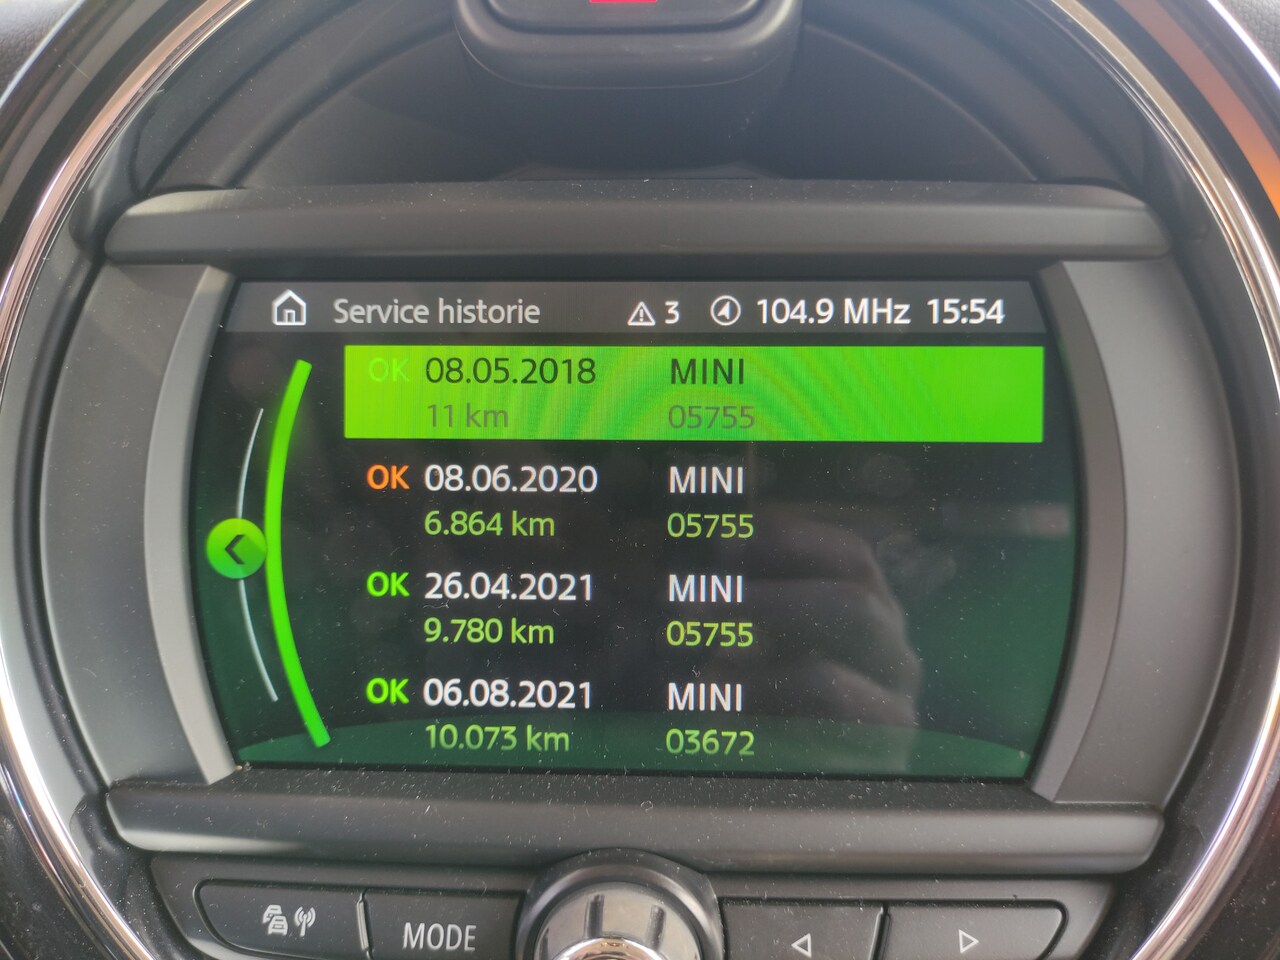 Service historie 3 104.9 MHz 15:54
OK 08.05.2018 MINI
11 km 05755
OK 08.06.2020 MINI
6.864 km 05755
OK 26.04.2021 MINI
9.780 km 05755
OK 06.08.2021 MINI
10.073 km 03672
MODE